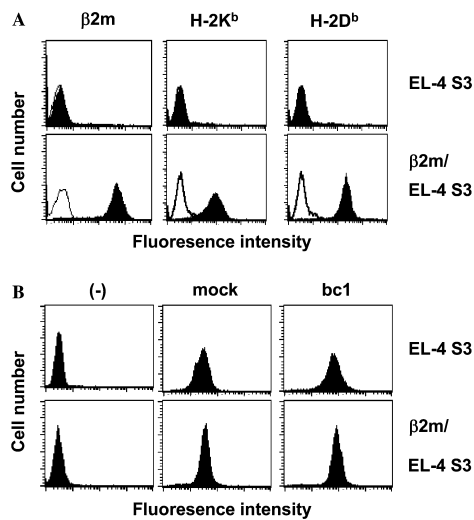 A
β2m H-2Kᵇ H-2Dᵇ
Cell number
EL-4 S3
β2m/
EL-4 S3
Fluoresence intensity
B
(-) mock bc1
Cell number
EL-4 S3
β2m/
EL-4 S3
Fluoresence intensity